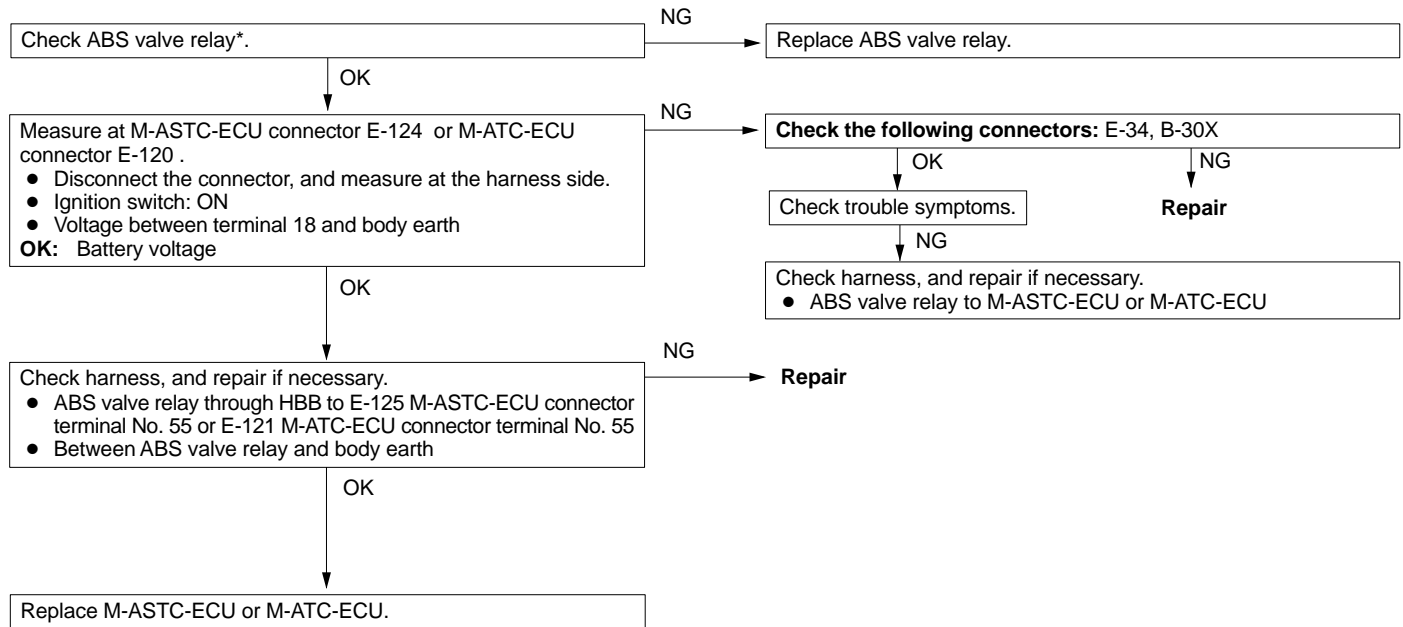 Check ABS valve relay*.
NG
Replace ABS valve relay.
OK
Measure at M-ASTC-ECU connector E-124 or M-ATC-ECU
connector E-120 .
● Disconnect the connector, and measure at the harness side.
● Ignition switch: ON
● Voltage between terminal 18 and body earth
OK: Battery voltage
NG
Check the following connectors: E-34, B-30X
OK
NG
Check trouble symptoms.
Repair
NG
Check harness, and repair if necessary.
● ABS valve relay to M-ASTC-ECU or M-ATC-ECU
OK
Check harness, and repair if necessary.
● ABS valve relay through HBB to E-125 M-ASTC-ECU connector
terminal No. 55 or E-121 M-ATC-ECU connector terminal No. 55
● Between ABS valve relay and body earth
NG
Repair
OK
Replace M-ASTC-ECU or M-ATC-ECU.